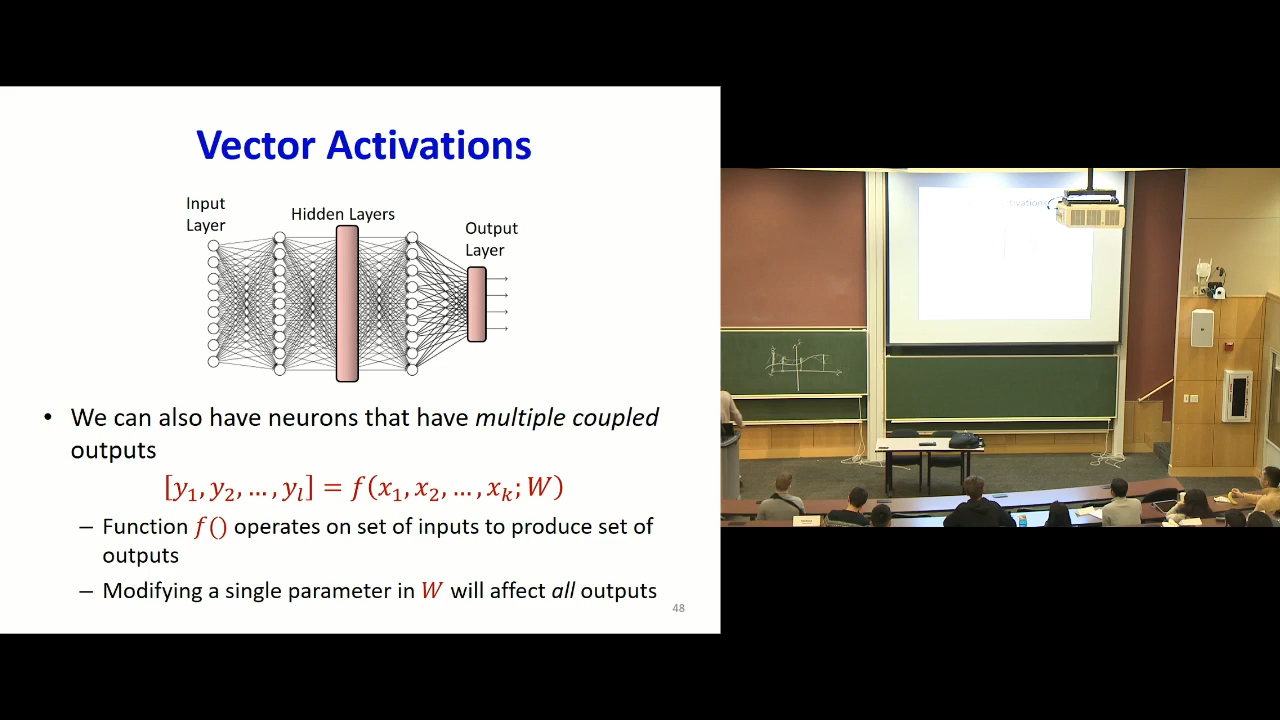 Vector Activations
Input
Layer
Hidden Layers
Output
Layer
• We can also have neurons that have multiple coupled
outputs
[y₁, y₂, …, yₗ] = f(x₁, x₂, …, xₖ; W)
– Function f() operates on set of inputs to produce set of
outputs
– Modifying a single parameter in W will affect all outputs
48